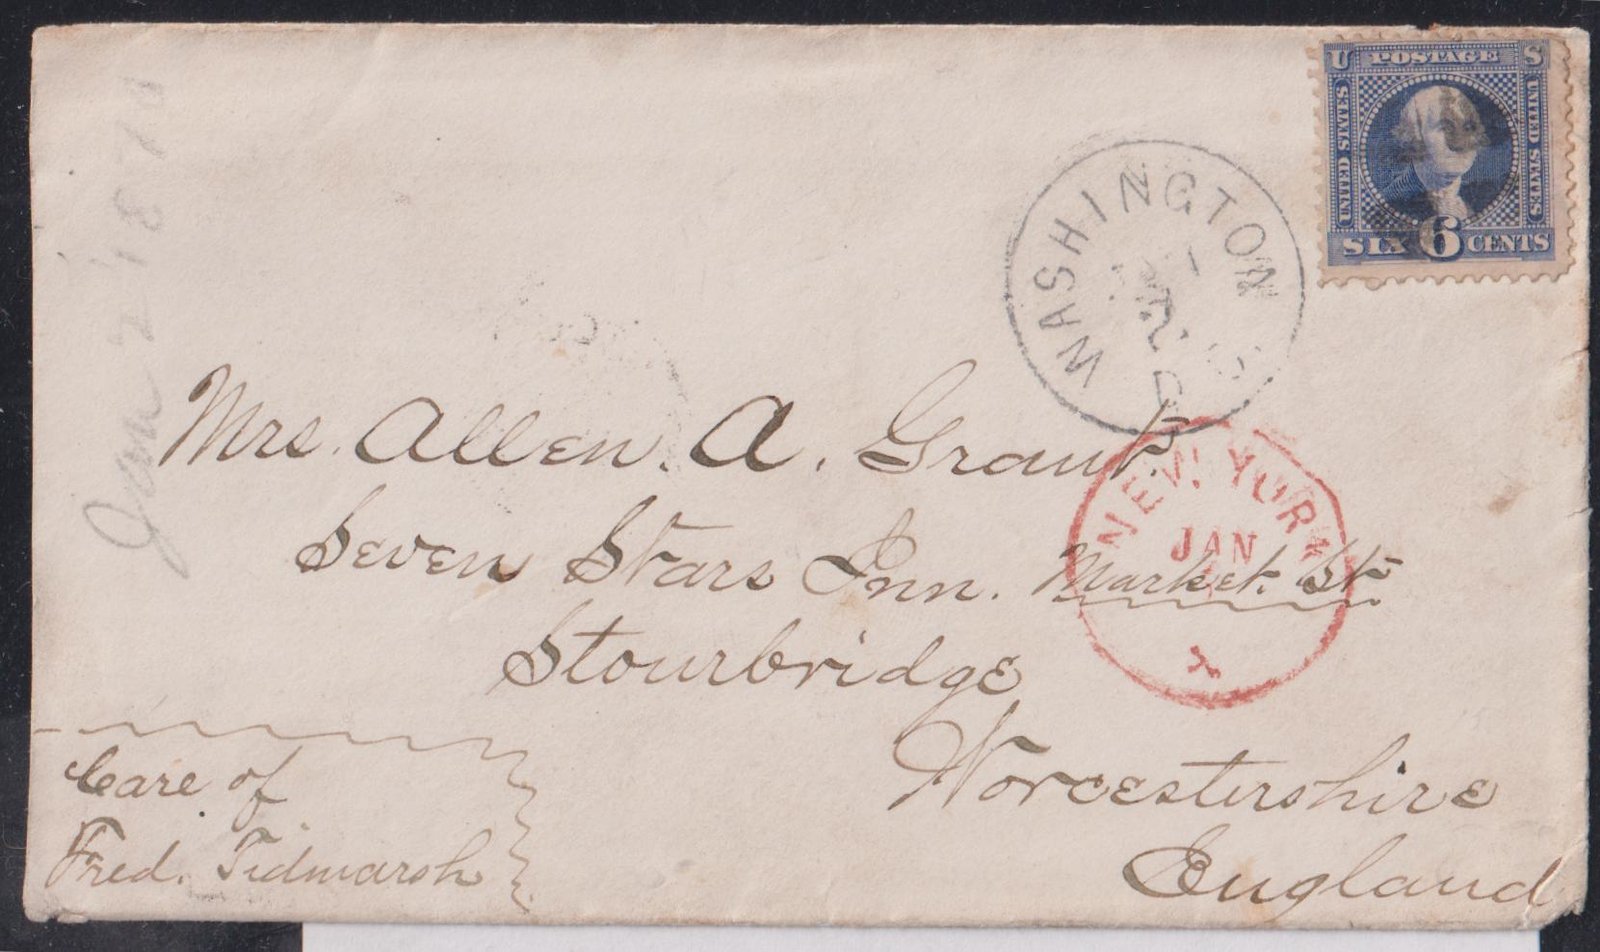 U POSTAGE S
UNITED STATES
UNITED STATES
SIX 6 CENTS
WASHINGTON
D C
NEW YORK
JAN
Jan 2 1870
Mrs. Allen. A. Grant.
Seven Stars Inn. Market. St
Stourbridge
Worcestershire
England
Care of
Fred. Tidmarsh